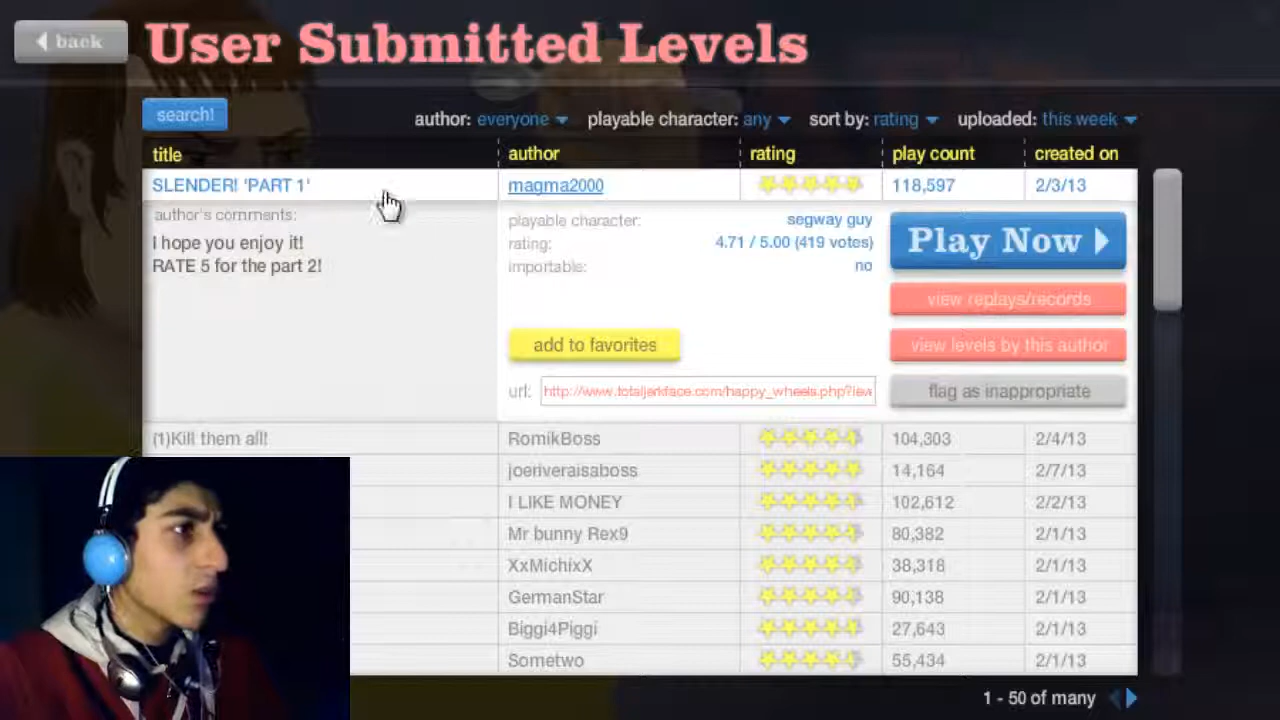 back
User Submitted Levels
search!
author: everyone playable character: any sort by: rating uploaded: this week
title author rating play count created on
SLENDER! 'PART 1' magma2000 118,597 2/3/13
author's comments:
I hope you enjoy it!
RATE 5 for the part 2!
playable character: segway guy
rating: 4.71 / 5.00 (419 votes)
importable: no
Play Now
view replays/records
add to favorites
view levels by this author
url: http://www.totaljerkface.com/happy_wheels.php?lev
flag as inappropriate
(1)Kill them all! RomikBoss 104,303 2/4/13
joeriveraisaboss 14,164 2/7/13
I LIKE MONEY 102,612 2/2/13
Mr bunny Rex9 80,382 2/1/13
XxMichixX 38,318 2/1/13
GermanStar 90,138 2/1/13
Biggi4Piggi 27,643 2/1/13
Sometwo 55,434 2/1/13
1 - 50 of many